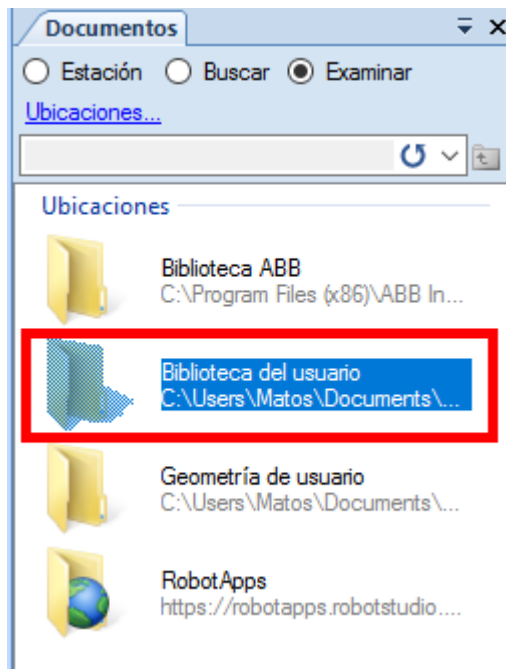 Documentos
Estación Buscar Examinar
Ubicaciones...
Ubicaciones
Biblioteca ABB
C:\Program Files (x86)\ABB In...
Biblioteca del usuario
C:\Users\Matos\Documents\...
Geometría de usuario
C:\Users\Matos\Documents\...
RobotApps
https://robotapps.robotstudio....